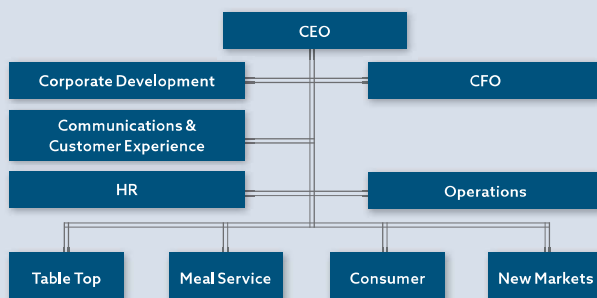 CEO
Corporate Development
CFO
Communications &
Customer Experience
HR
Operations
Table Top
Meal Service
Consumer
New Markets